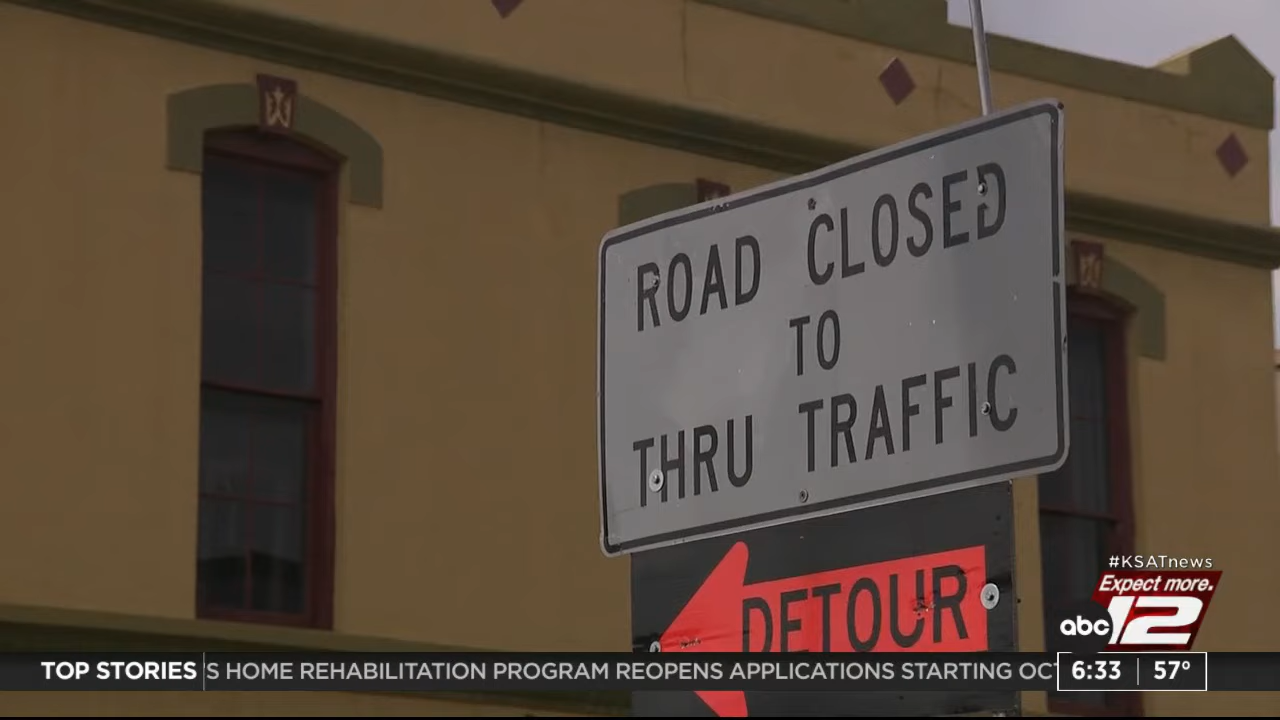 ROAD CLOSED
TO
THRU TRAFFIC
DETOUR
#KSATnews
Expect more.
abc 12
TOP STORIES 'S HOME REHABILITATION PROGRAM REOPENS APPLICATIONS STARTING OC 6:33 57°